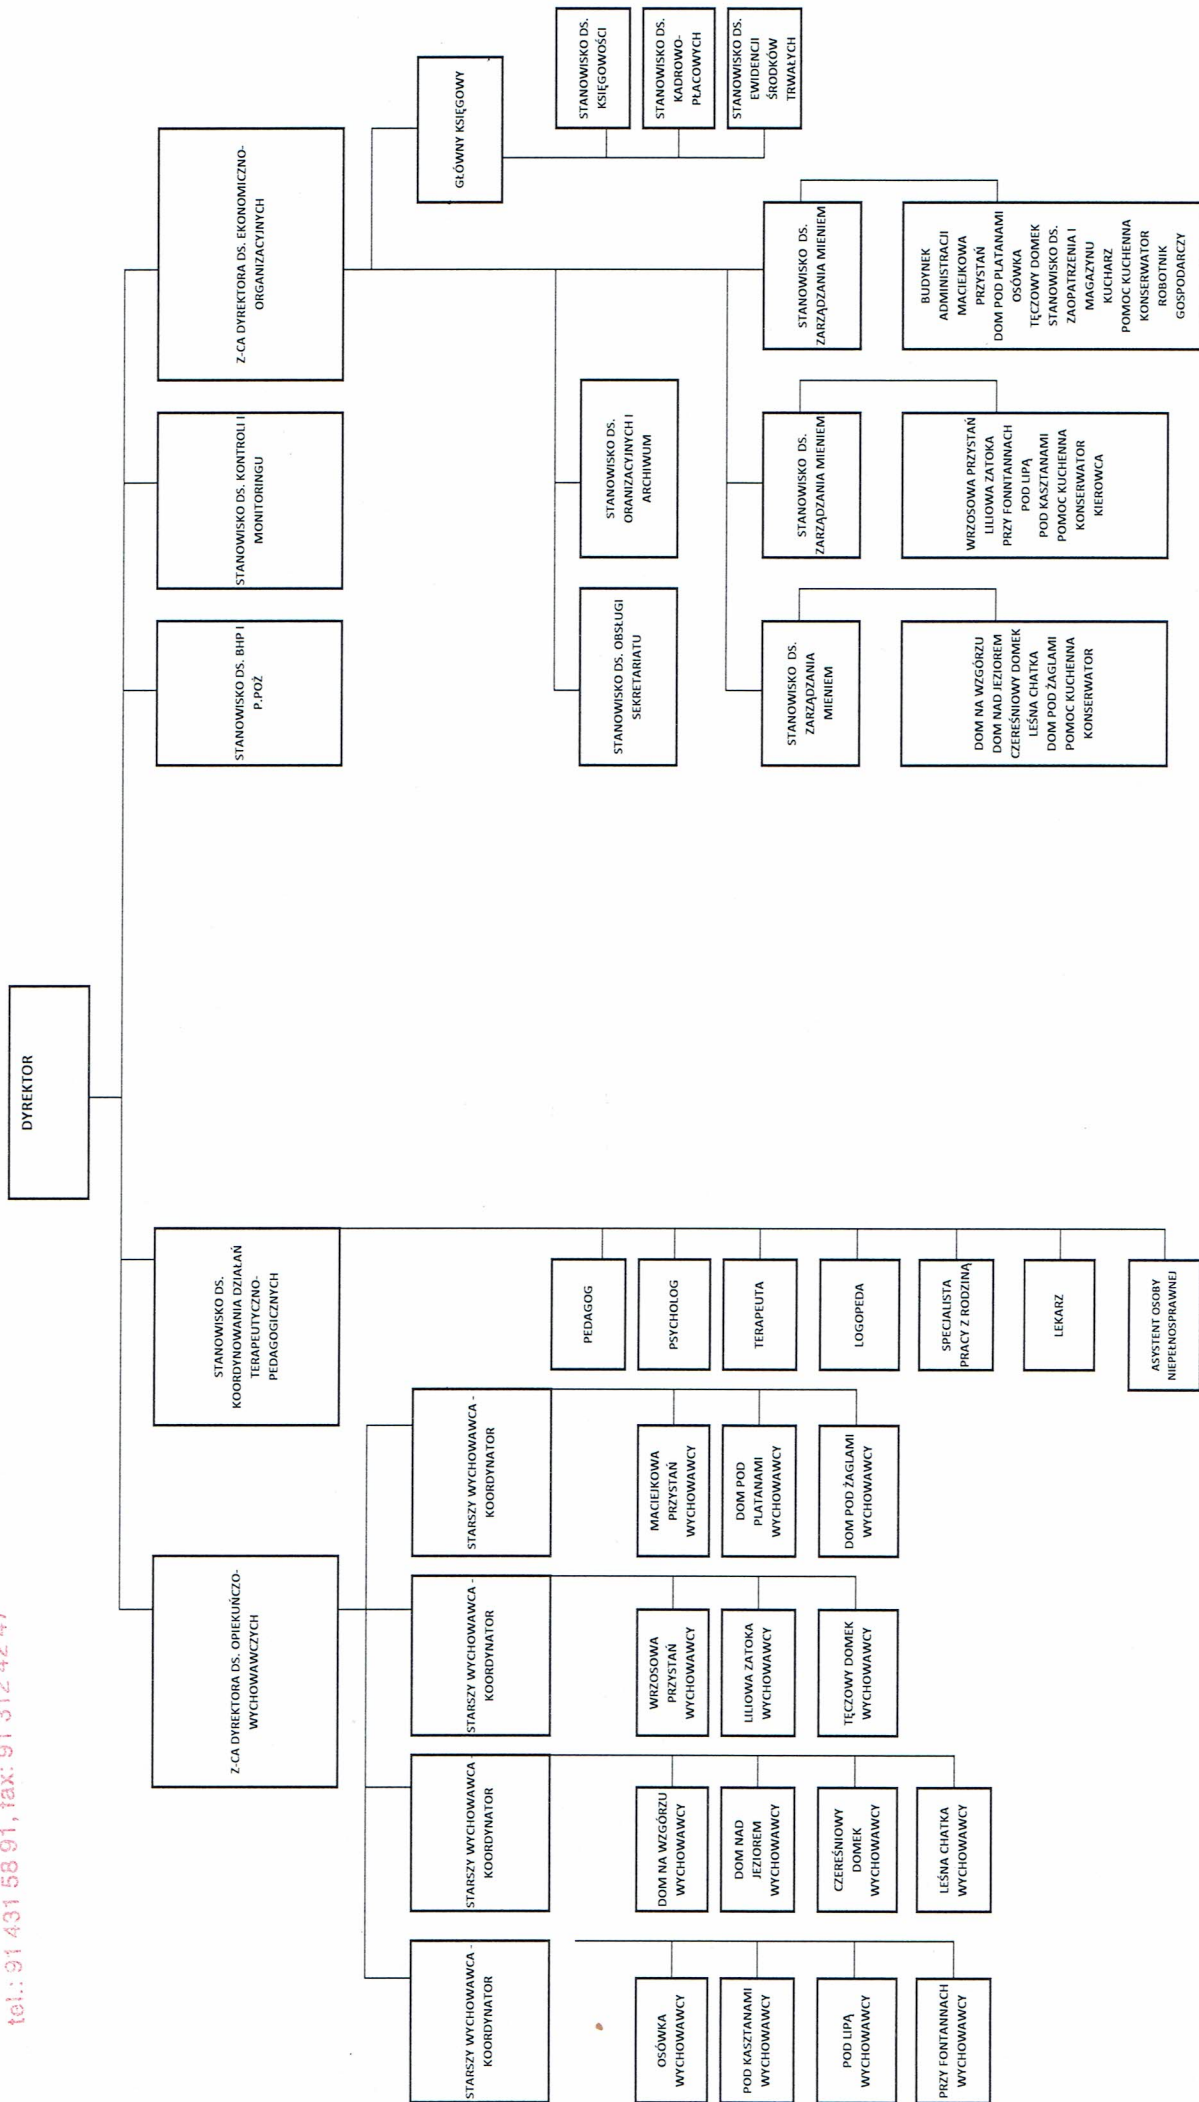 tel.: 91 431 58 91, fax: 91 312 42 47
DYREKTOR
Z-CA DYREKTORA DS. OPIEKUŃCZO-
WYCHOWAWCZYCH
STANOWISKO DS.
KOORDYNOWANIA DZIAŁAŃ
TERAPEUTYCZNO-
PEDAGOGICZNYCH
STANOWISKO DS. BHP I
P.POŻ
STANOWISKO DS. KONTROLI I
MONITORINGU
Z-CA DYREKTORA DS. EKONOMICZNO-
ORGANIZACYJNYCH
STARSZY WYCHOWAWCA -
KOORDYNATOR
STARSZY WYCHOWAWCA -
KOORDYNATOR
STARSZY WYCHOWAWCA -
KOORDYNATOR
STARSZY WYCHOWAWCA -
KOORDYNATOR
GŁÓWNY KSIĘGOWY
OSÓWKA
WYCHOWAWCY
POD KASZTANAMI
WYCHOWAWCY
POD LIPĄ
WYCHOWAWCY
PRZY FONTANNACH
WYCHOWAWCY
DOM NA WZGÓRZU
WYCHOWAWCY
DOM NAD
JEZIOREM
WYCHOWAWCY
CZEREŚNIOWY
DOMEK
WYCHOWAWCY
LEŚNA CHATKA
WYCHOWAWCY
WRZOSOWA
PRZYSTAŃ
WYCHOWAWCY
LILIOWA ZATOKA
WYCHOWAWCY
TĘCZOWY DOMEK
WYCHOWAWCY
MACIEJKOWA
PRZYSTAŃ
WYCHOWAWCY
DOM POD
PLATANAMI
WYCHOWAWCY
DOM POD ŻAGLAMI
WYCHOWAWCY
PEDAGOG
PSYCHOLOG
TERAPEUTA
LOGOPEDA
SPECJALISTA
PRACY Z RODZINĄ
LEKARZ
ASYSTENT OSOBY
NIEPEŁNOSPRAWNEJ
STANOWISKO DS. OBSŁUGI
SEKRETARIATU
STANOWISKO DS.
ORANIZACYJNYCH I
ARCHIWUM
STANOWISKO DS.
KSIĘGOWOŚCI
STANOWISKO DS.
KADROWO-
PŁACOWYCH
STANOWISKO DS.
EWIDENCJI
ŚRODKÓW
TRWAŁYCH
STANOWISKO DS.
ZARZĄDZANIA
MIENIEM
STANOWISKO DS.
ZARZĄDZANIA MIENIEM
STANOWISKO DS.
ZARZĄDZANIA MIENIEM
DOM NA WZGÓRZU
DOM NAD JEZIOREM
CZEREŚNIOWY DOMEK
LEŚNA CHATKA
DOM POD ŻAGLAMI
POMOC KUCHENNA
KONSERWATOR
WRZOSOWA PRZYSTAŃ
LILIOWA ZATOKA
PRZY FONNTANNACH
POD LIPĄ
POD KASZTANAMI
POMOC KUCHENNA
KONSERWATOR
KIEROWCA
BUDYNEK
ADMINISTRACJI
MACIEJKOWA
PRZYSTAŃ
DOM POD PLATANAMI
OSÓWKA
TĘCZOWY DOMEK
STANOWISKO DS.
ZAOPATRZENIA I
MAGAZYNU
KUCHARZ
POMOC KUCHENNA
KONSERWATOR
ROBOTNIK
GOSPODARCZY